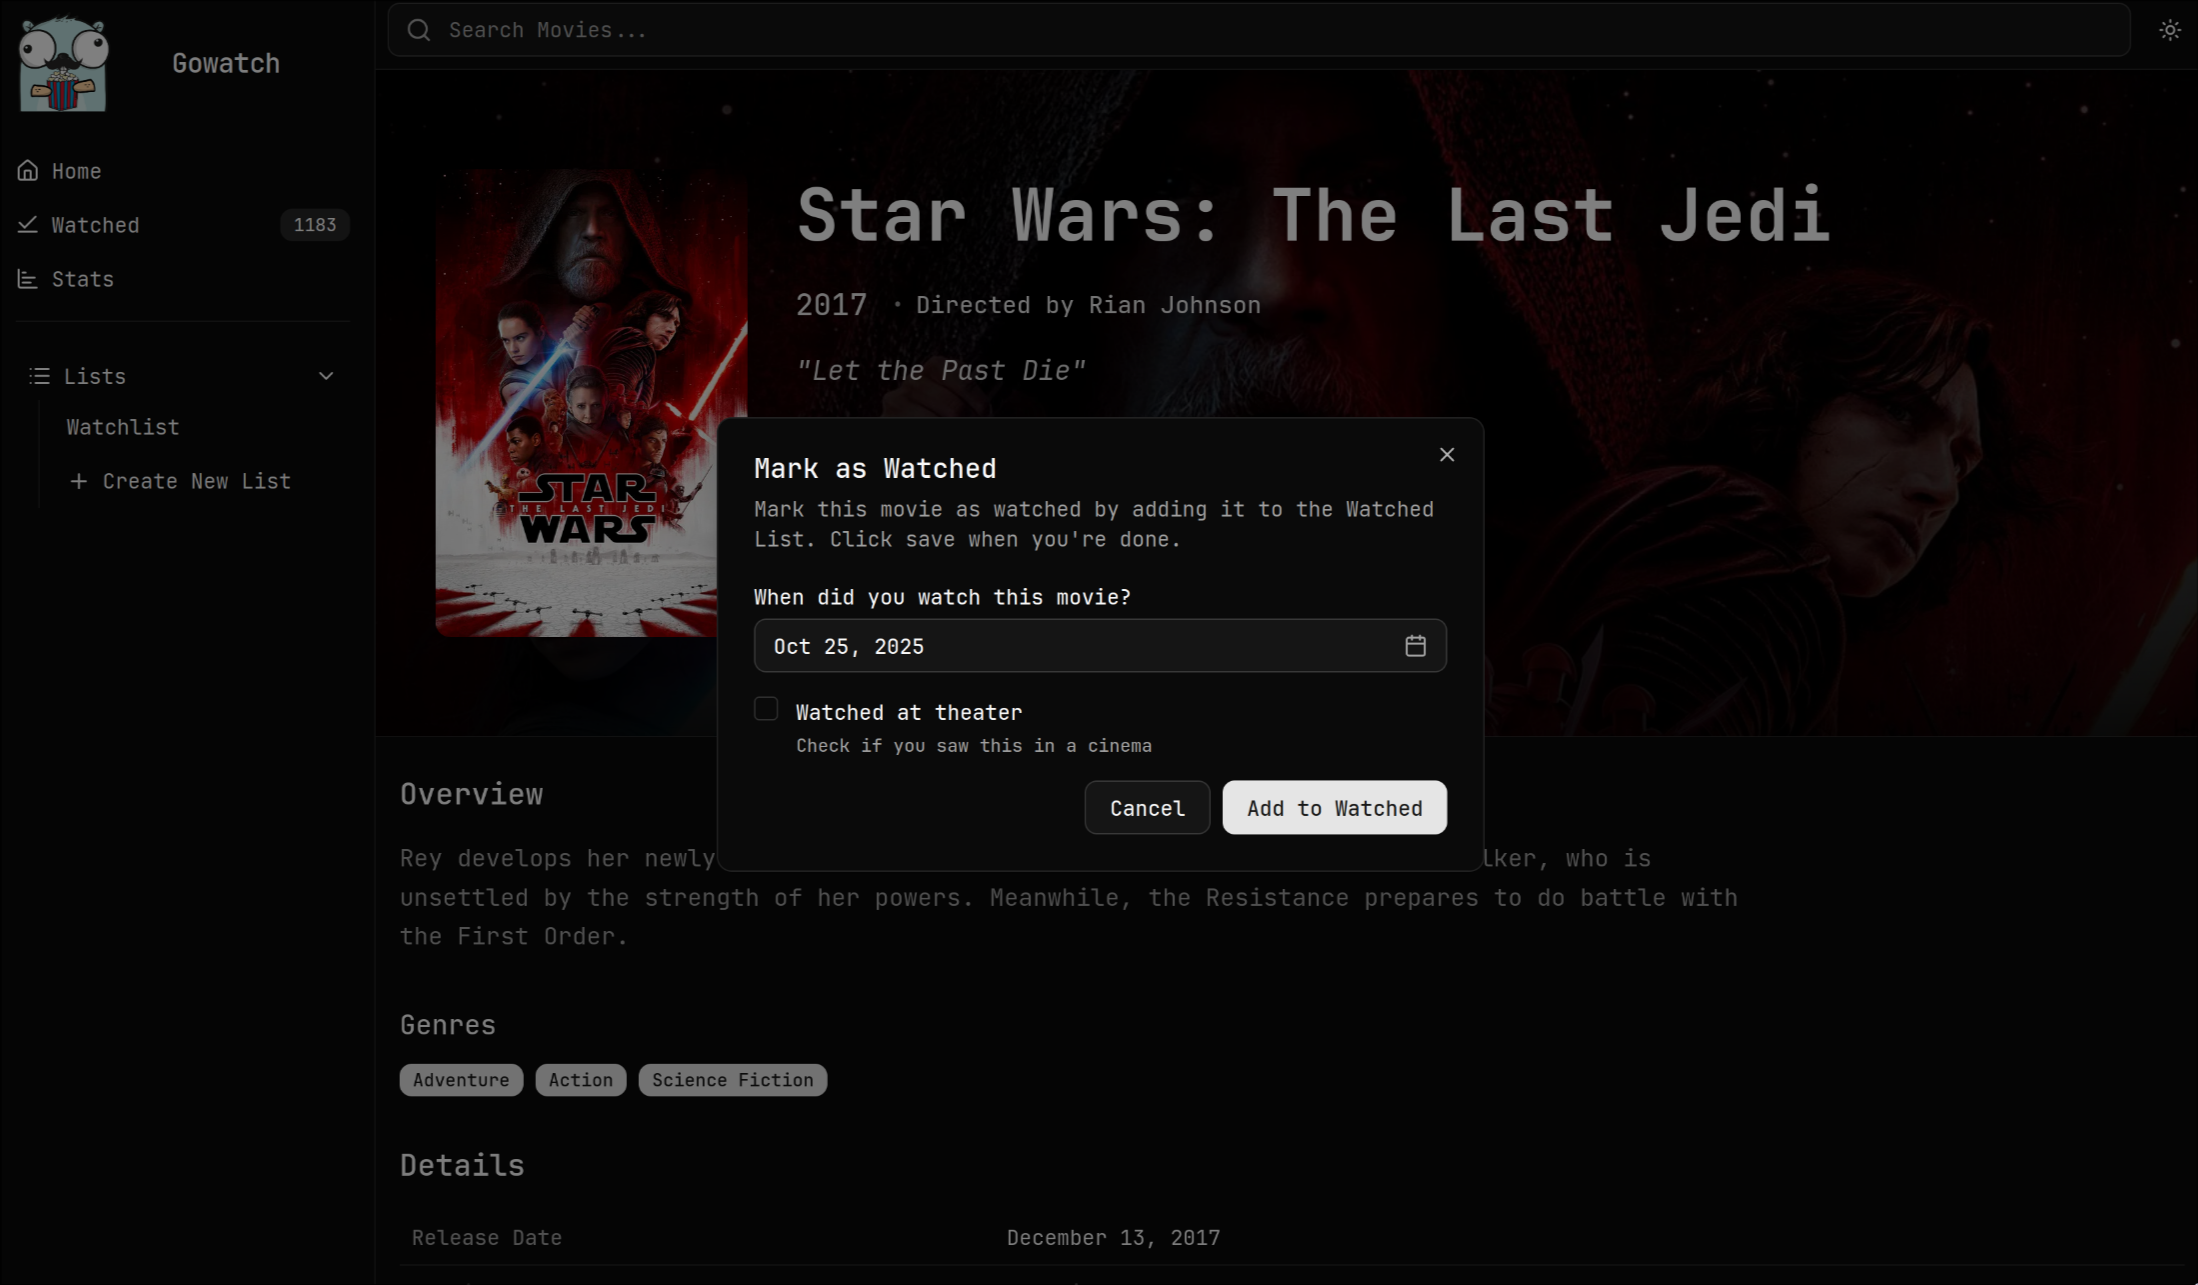 Gowatch
Search Movies...
Home
Watched 1183
Stats
Lists
Watchlist
+ Create New List
Star Wars: The Last Jedi
2017 • Directed by Rian Johnson
"Let the Past Die"
STAR
THE LAST JEDI
WARS
Mark as Watched
Mark this movie as watched by adding it to the Watched
List. Click save when you're done.
When did you watch this movie?
Oct 25, 2025
Watched at theater
Check if you saw this in a cinema
Cancel
Add to Watched
Overview
Rey develops her newly lker, who is
unsettled by the strength of her powers. Meanwhile, the Resistance prepares to do battle with
the First Order.
Genres
Adventure
Action
Science Fiction
Details
Release Date December 13, 2017